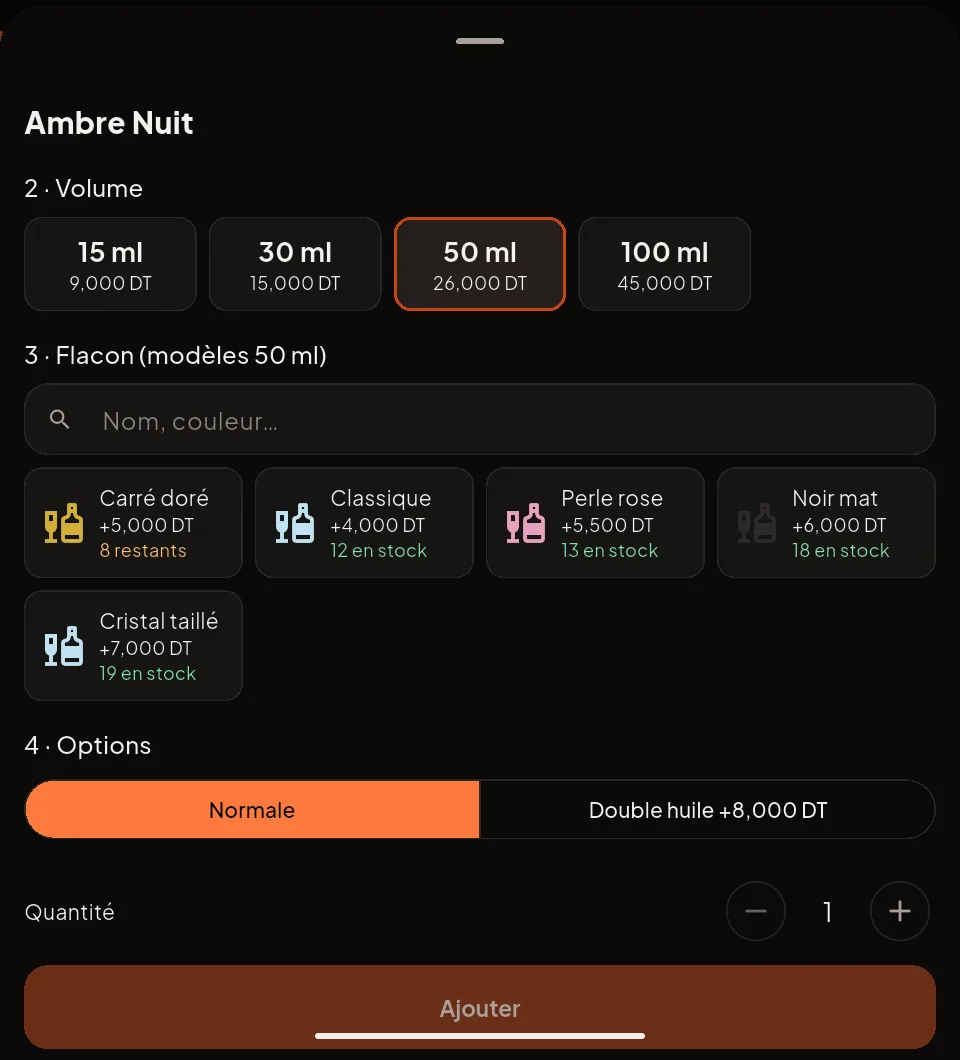 Ambre Nuit
2 · Volume
15 ml
9,000 DT
30 ml
15,000 DT
50 ml
26,000 DT
100 ml
45,000 DT
3 · Flacon (modèles 50 ml)
Nom, couleur…
Carré doré
+5,000 DT
8 restants
Classique
+4,000 DT
12 en stock
Perle rose
+5,500 DT
13 en stock
Noir mat
+6,000 DT
18 en stock
Cristal taillé
+7,000 DT
19 en stock
4 · Options
Normale
Double huile +8,000 DT
Quantité
1
Ajouter